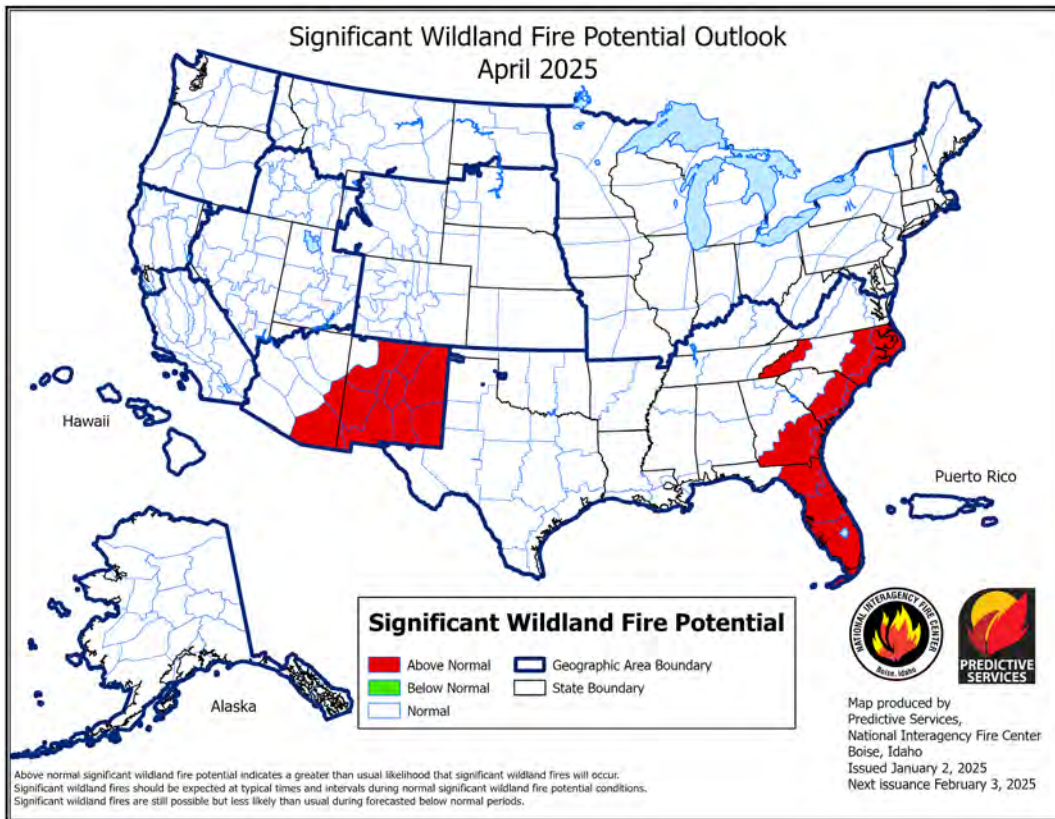 Significant Wildland Fire Potential Outlook
April 2025
Hawaii
Puerto Rico
Alaska
Significant Wildland Fire Potential
Above Normal
Below Normal
Normal
Geographic Area Boundary
State Boundary
NATIONAL INTERAGENCY FIRE CENTER
Boise, Idaho
PREDICTIVE
SERVICES
Map produced by
Predictive Services,
National Interagency Fire Center
Boise, Idaho
Issued January 2, 2025
Next issuance February 3, 2025
Above normal significant wildland fire potential indicates a greater than usual likelihood that significant wildland fires will occur.
Significant wildland fires should be expected at typical times and intervals during normal significant wildland fire potential conditions.
Significant wildland fires are still possible but less likely than usual during forecasted below normal periods.